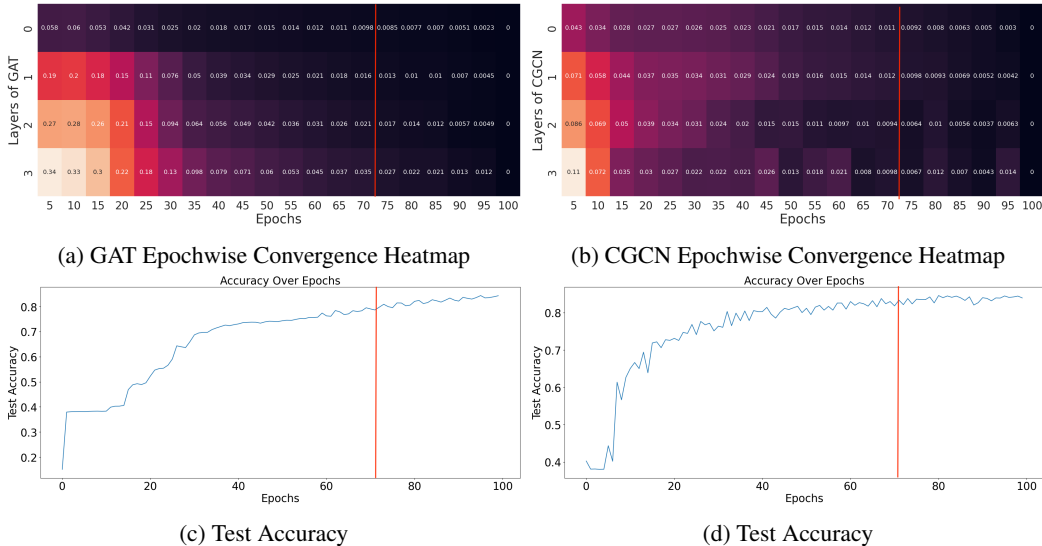 Layers of GAT
0 0.058 0.06 0.053 0.042 0.031 0.025 0.021 0.018 0.017 0.015 0.014 0.013 0.011 0.0098 0.0085 0.0077 0.0051 0.003 0
1 0.19 0.2 0.18 0.15 0.11 0.076 0.05 0.039 0.034 0.029 0.025 0.021 0.018 0.016 0.013 0.01 0.01 0.007 0.0045 0
2 0.27 0.28 0.26 0.21 0.15 0.094 0.064 0.056 0.049 0.042 0.036 0.03 0.026 0.021 0.017 0.014 0.012 0.0057 0.0049 0
3 0.34 0.33 0.3 0.22 0.18 0.13 0.098 0.079 0.071 0.06 0.053 0.045 0.037 0.035 0.027 0.021 0.021 0.013 0.012 0
5 10 15 20 25 30 35 40 45 50 55 60 65 70 75 80 85 90 95 100
Epochs
(a) GAT Epochwise Convergence Heatmap
Layers of CGCN
0 0.043 0.034 0.028 0.027 0.027 0.026 0.025 0.023 0.02 0.018 0.017 0.013 0.012 0.011 0.0092 0.008 0.006 0.005 0.003 0
1 0.071 0.058 0.044 0.037 0.035 0.034 0.031 0.027 0.024 0.019 0.015 0.014 0.012 0.0094 0.0098 0.0093 0.0069 0.0052 0.0042 0
2 0.086 0.069 0.05 0.039 0.034 0.031 0.024 0.02 0.015 0.015 0.011 0.0097 0.01 0.0094 0.0064 0.01 0.0056 0.0037 0.0063 0
3 0.11 0.072 0.035 0.03 0.027 0.022 0.022 0.021 0.027 0.013 0.018 0.021 0.008 0.0098 0.0067 0.012 0.007 0.0043 0.014 0
5 10 15 20 25 30 35 40 45 50 55 60 65 70 75 80 85 90 95 100
Epochs
(b) CGCN Epochwise Convergence Heatmap
Accuracy Over Epochs
Test Accuracy
0.8
0.7
0.6
0.5
0.4
0.3
0.2
0 20 40 60 80 100
Epochs
(c) Test Accuracy
Accuracy Over Epochs
Test Accuracy
0.8
0.7
0.6
0.5
0.4
0 20 40 60 80 100
Epochs
(d) Test Accuracy